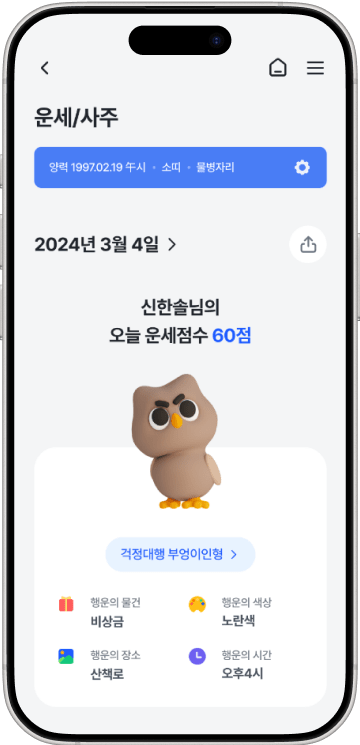 운세/사주
양력 1997.02.19 午시 • 소띠 • 물병자리
2024년 3월 4일
신한솔님의
오늘 운세점수 60점
걱정대행 부엉이인형
행운의 물건
비상금
행운의 색상
노란색
행운의 장소
산책로
행운의 시간
오후4시